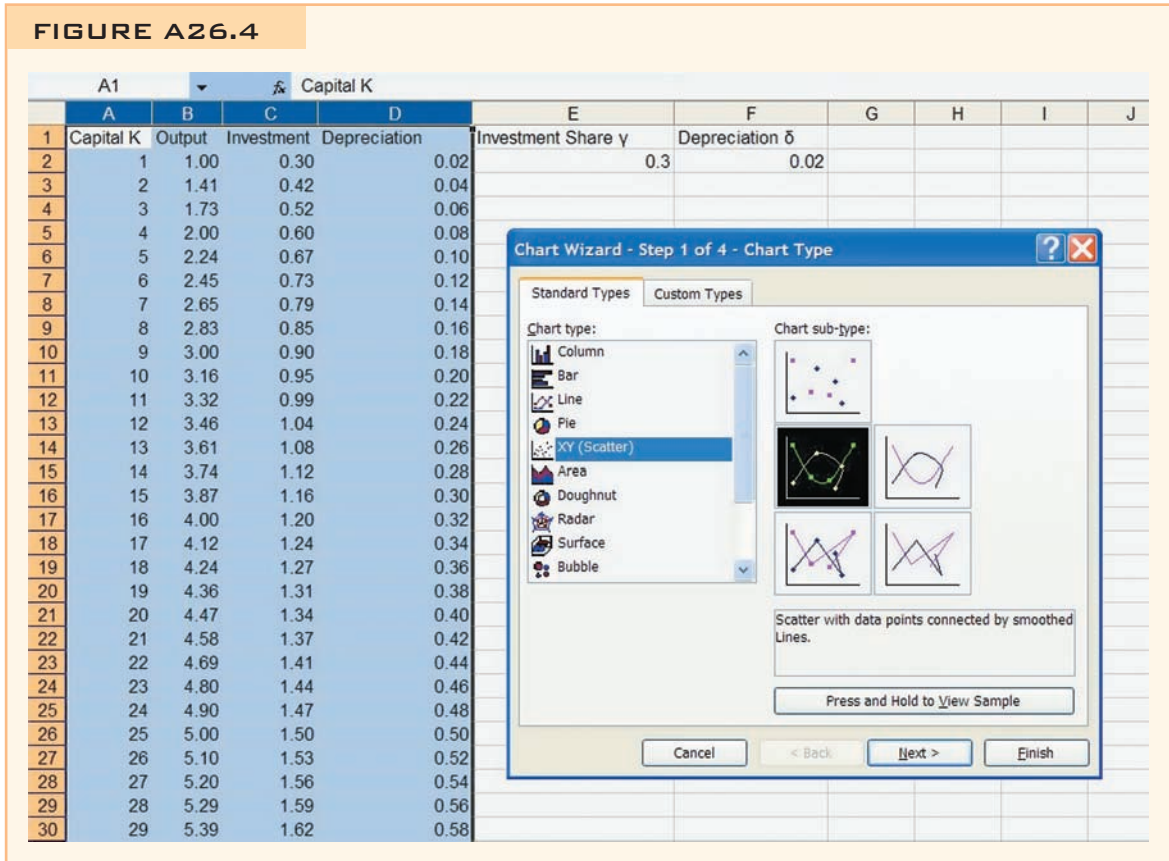 FIGURE A26.4
A1 fx Capital K
A B C D E F G H I J
1 Capital K Output Investment Depreciation Investment Share γ Depreciation δ
2 1 1.00 0.30 0.02 0.3 0.02
3 2 1.41 0.42 0.04
4 3 1.73 0.52 0.06
5 4 2.00 0.60 0.08
6 5 2.24 0.67 0.10
7 6 2.45 0.73 0.12
8 7 2.65 0.79 0.14
9 8 2.83 0.85 0.16
10 9 3.00 0.90 0.18
11 10 3.16 0.95 0.20
12 11 3.32 0.99 0.22
13 12 3.46 1.04 0.24
14 13 3.61 1.08 0.26
15 14 3.74 1.12 0.28
16 15 3.87 1.16 0.30
17 16 4.00 1.20 0.32
18 17 4.12 1.24 0.34
19 18 4.24 1.27 0.36
20 19 4.36 1.31 0.38
21 20 4.47 1.34 0.40
22 21 4.58 1.37 0.42
23 22 4.69 1.41 0.44
24 23 4.80 1.44 0.46
25 24 4.90 1.47 0.48
26 25 5.00 1.50 0.50
27 26 5.10 1.53 0.52
28 27 5.20 1.56 0.54
29 28 5.29 1.59 0.56
30 29 5.39 1.62 0.58
Chart Wizard - Step 1 of 4 - Chart Type
Standard Types Custom Types
Chart type:
Column
Bar
Line
Pie
XY (Scatter)
Area
Doughnut
Radar
Surface
Bubble
Chart sub-type:
Scatter with data points connected by smoothed
Lines.
Press and Hold to View Sample
Cancel < Back Next > Finish